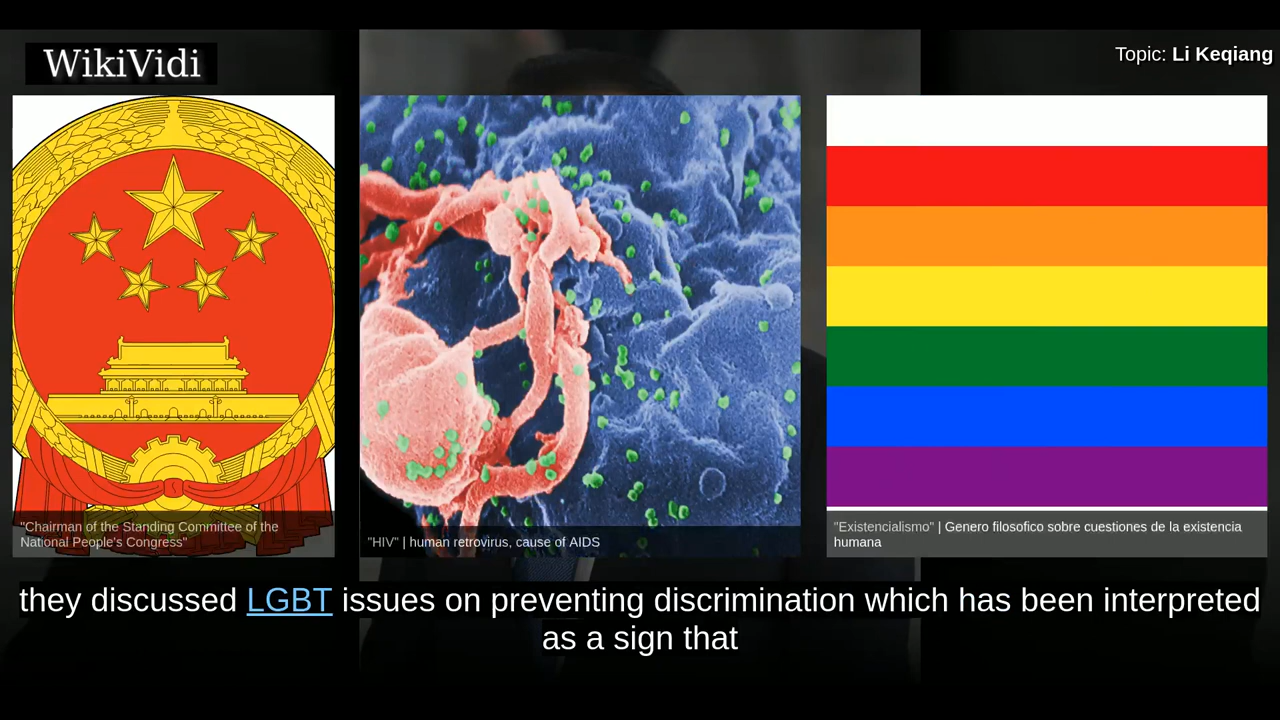 WikiVidi
Topic: Li Keqiang
"Chairman of the Standing Committee of the
National People's Congress"
"HIV" | human retrovirus, cause of AIDS
"Existencialismo" | Genero filosofico sobre cuestiones de la existencia
humana
they discussed LGBT issues on preventing discrimination which has been interpreted
as a sign that